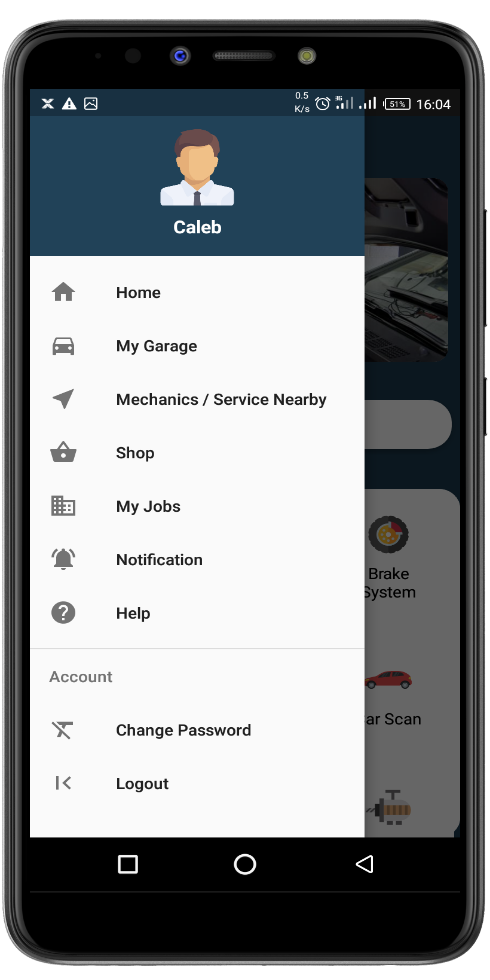 0.5
K/s
3G
51%
16:04
Caleb
Home
My Garage
Mechanics / Service Nearby
Shop
My Jobs
Notification
Help
Brake
System
Account
ar Scan
Change Password
Logout